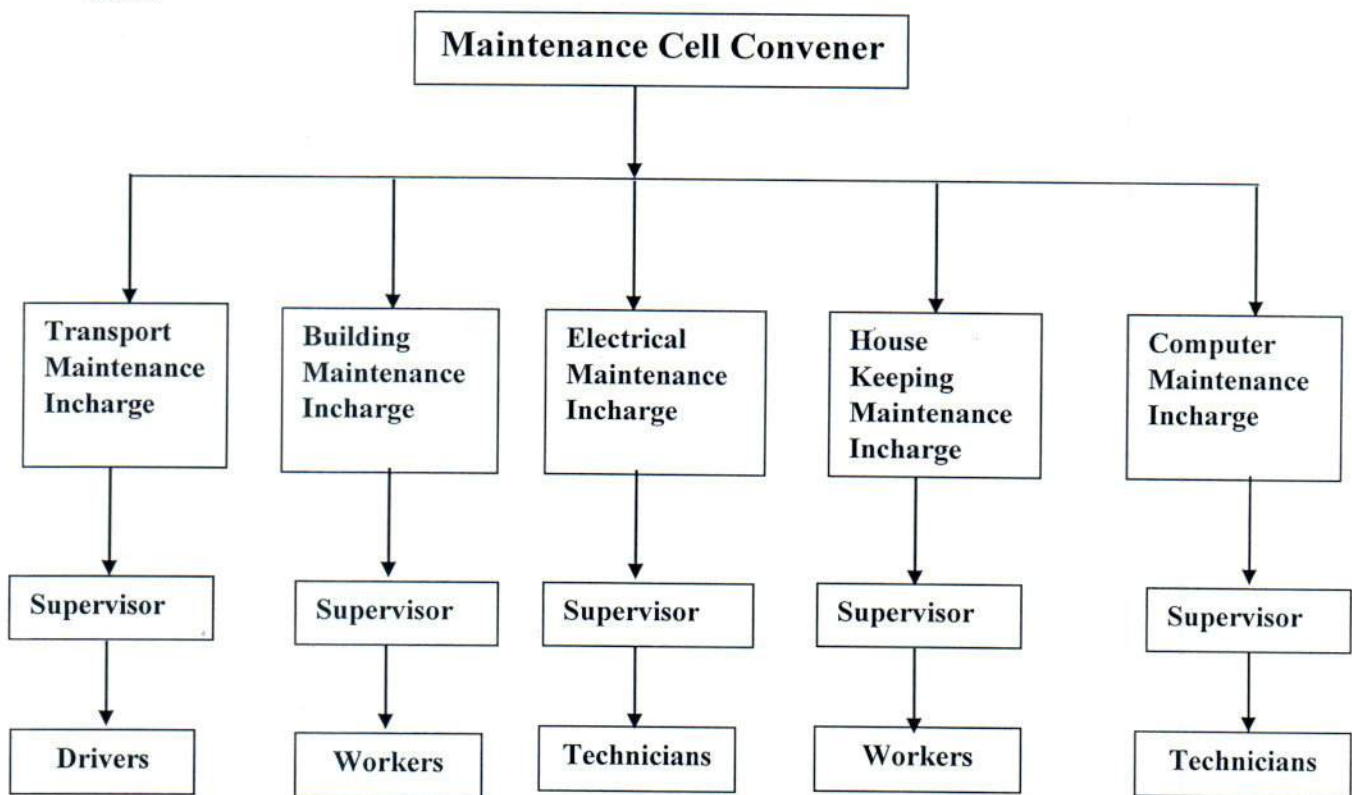 Maintenance Cell Convener
Transport
Maintenance
Incharge
Building
Maintenance
Incharge
Electrical
Maintenance
Incharge
House
Keeping
Maintenance
Incharge
Computer
Maintenance
Incharge
Supervisor
Supervisor
Supervisor
Supervisor
Supervisor
Drivers
Workers
Technicians
Workers
Technicians